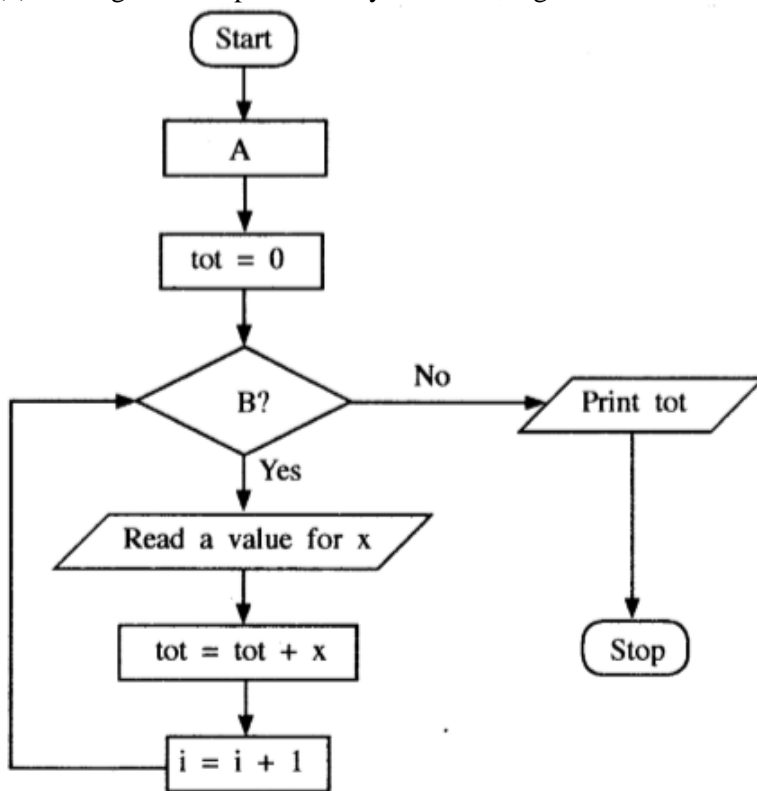 Start
A
tot = 0
B?
No
Print tot
Yes
Read a value for x
tot = tot + x
Stop
i = i + 1